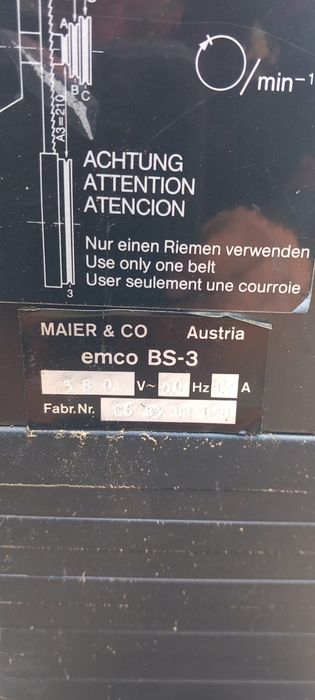 A
B
C
A3=210
3
/min⁻¹
ACHTUNG
ATTENTION
ATENCION
Nur einen Riemen verwenden
Use only one belt
User seulement une courroie
MAIER & CO Austria
emco BS-3
380 V~ Hz A
Fabr.Nr.